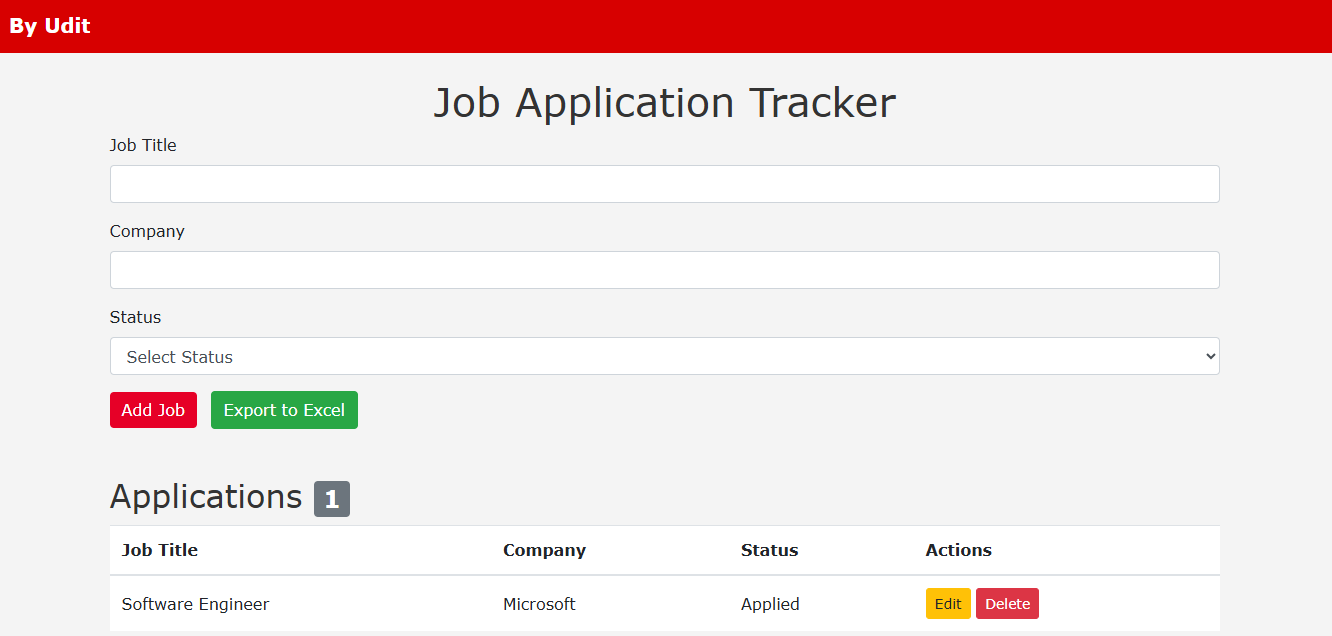 By Udit
Job Application Tracker
Job Title
Company
Status
Select Status
Add Job Export to Excel
Applications 1
Job Title Company Status Actions
Software Engineer Microsoft Applied Edit Delete